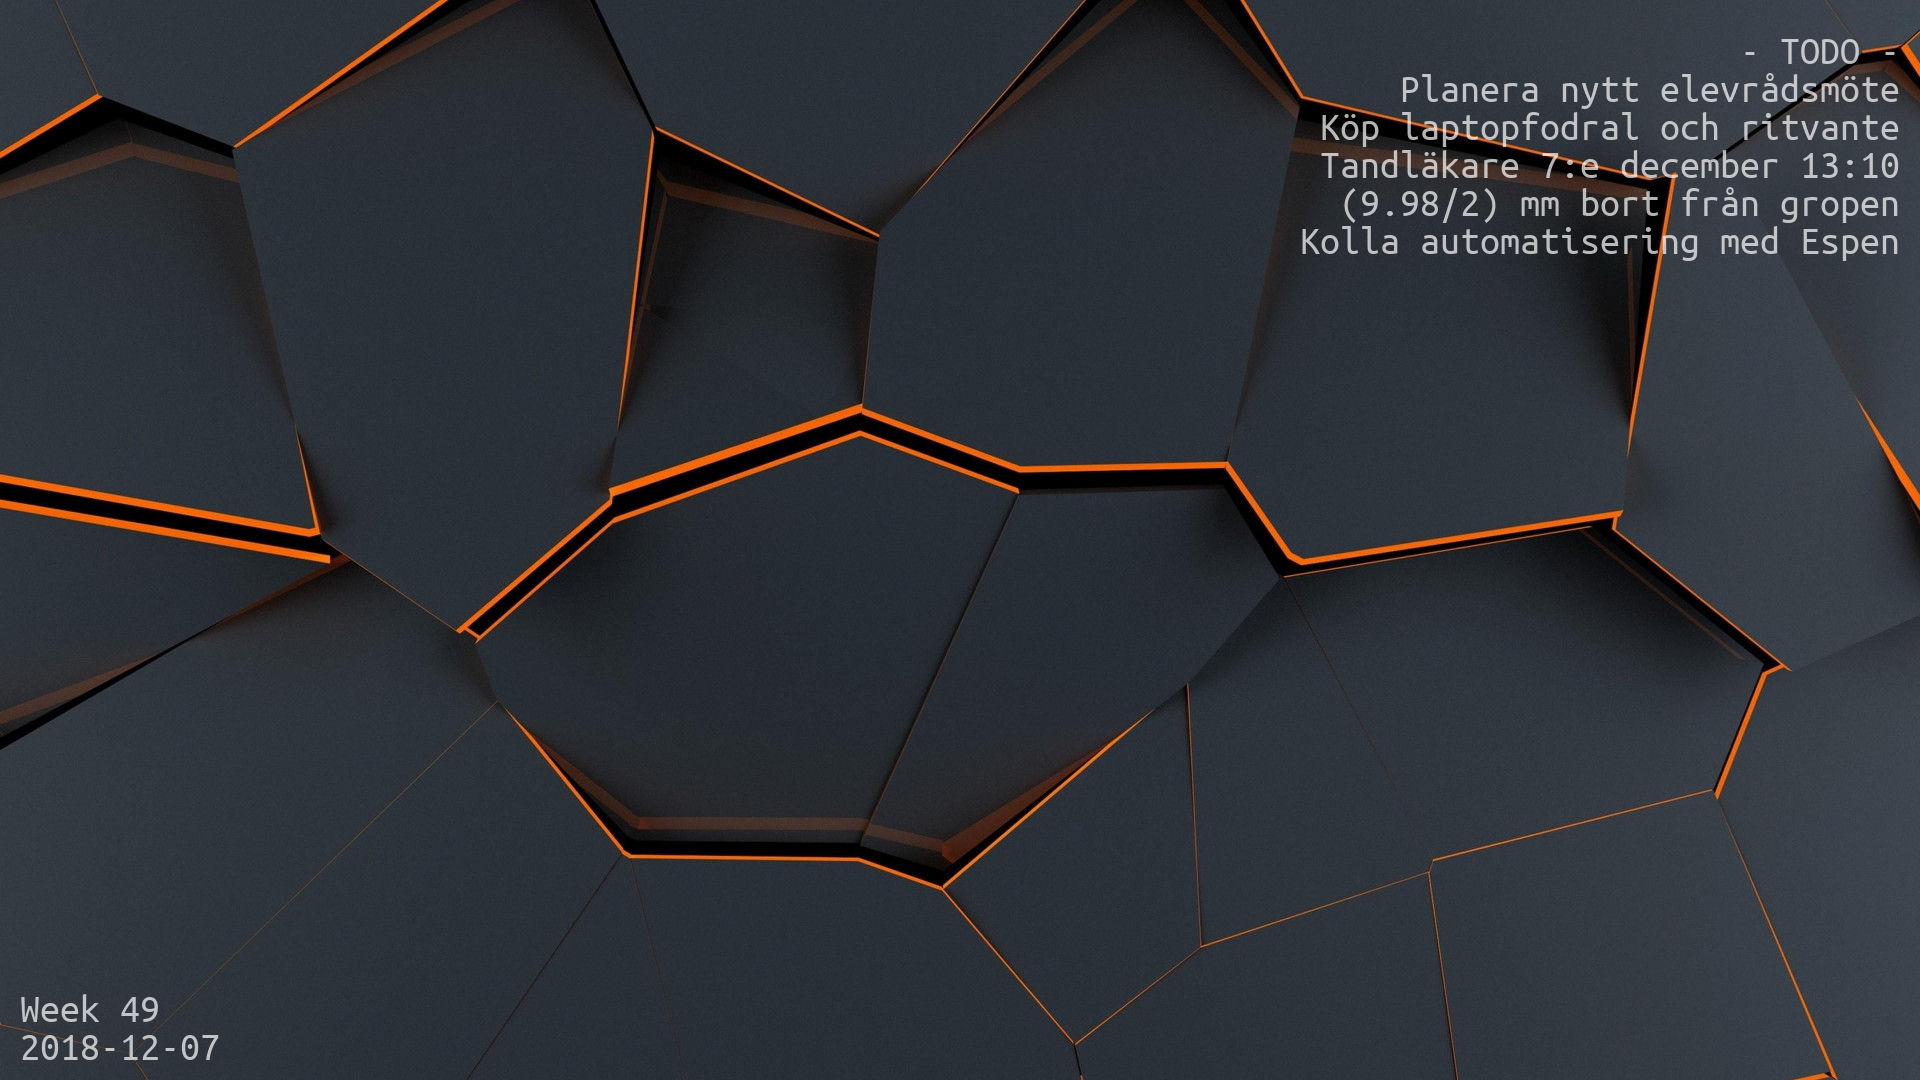 - TODO -
Planera nytt elevrådsmöte
Köp laptopfodral och ritvante
Tandläkare 7:e december 13:10
(9.98/2) mm bort från gropen
Kolla automatisering med Espen
Week 49
2018-12-07